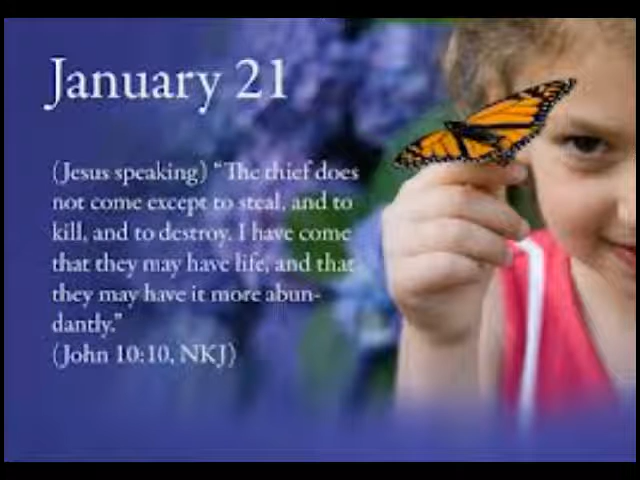 January 21
(Jesus speaking) “The thief does
not come except to steal, and to
kill, and to destroy. I have come
that they may have life, and that
they may have it more abun-
dantly.”
(John 10:10, NKJ)